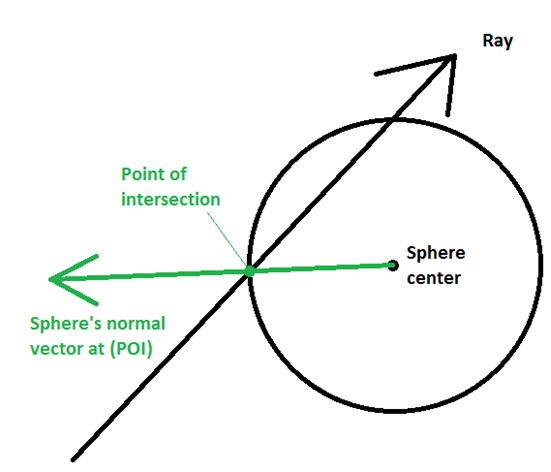 Ray
Point of
intersection
Sphere
center
Sphere's normal
vector at (POI)